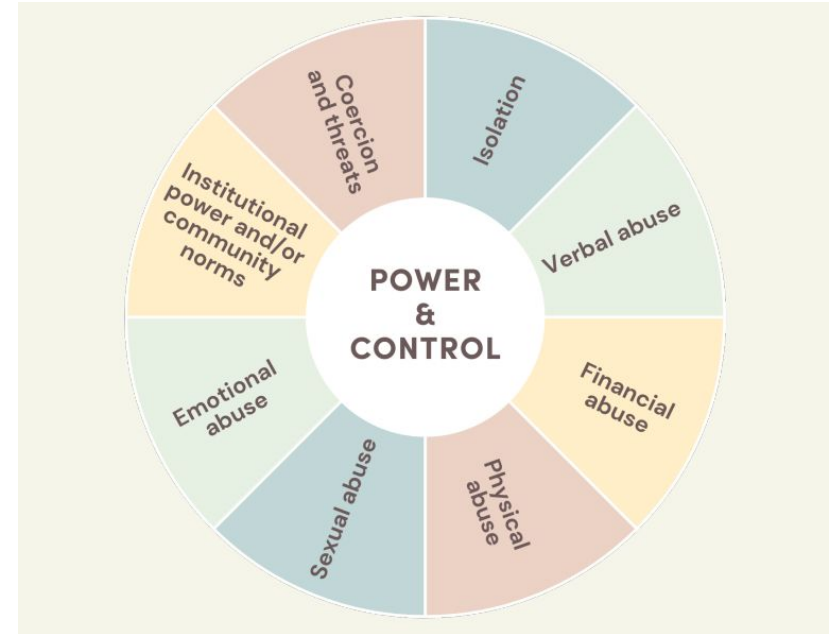 POWER
&
CONTROL
Isolation
Verbal abuse
Financial
abuse
Physical
abuse
Sexual abuse
Emotional
abuse
Institutional
power and/or
community
norms
Coercion
and threats